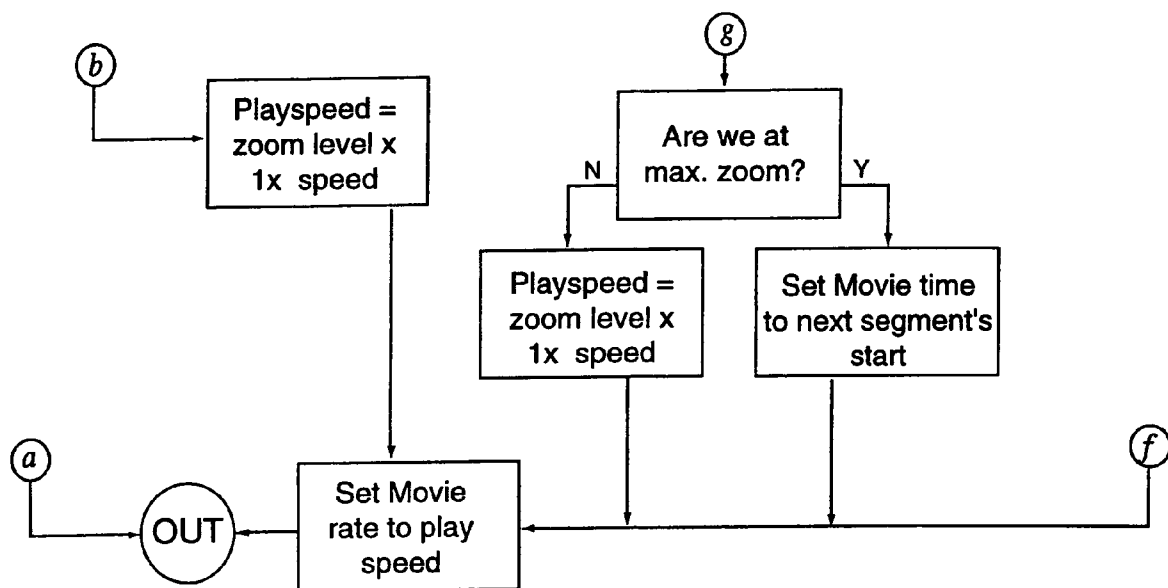 g
b
Playspeed =
zoom level x
1x speed
Are we at
max. zoom?
N
Y
Playspeed =
zoom level x
1x speed
Set Movie time
to next segment's
start
a
f
OUT
Set Movie
rate to play
speed